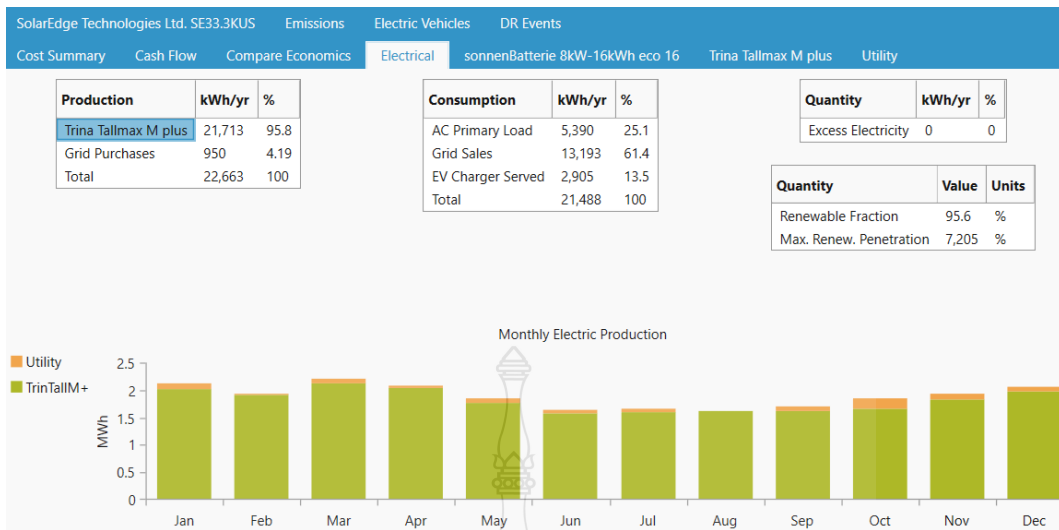 SolarEdge Technologies Ltd. SE33.3KUS Emissions Electric Vehicles DR Events
Cost Summary Cash Flow Compare Economics Electrical sonnenBatterie 8kW-16kWh eco 16 Trina Tallmax M plus Utility
Production kWh/yr %
Trina Tallmax M plus 21,713 95.8
Grid Purchases 950 4.19
Total 22,663 100
Consumption kWh/yr %
AC Primary Load 5,390 25.1
Grid Sales 13,193 61.4
EV Charger Served 2,905 13.5
Total 21,488 100
Quantity kWh/yr %
Excess Electricity 0 0
Quantity Value Units
Renewable Fraction 95.6 %
Max. Renew. Penetration 7,205 %
Monthly Electric Production
Utility
TrinTallM+
MWh
2.5
2
1.5
1
0.5
0
Jan Feb Mar Apr May Jun Jul Aug Sep Oct Nov Dec